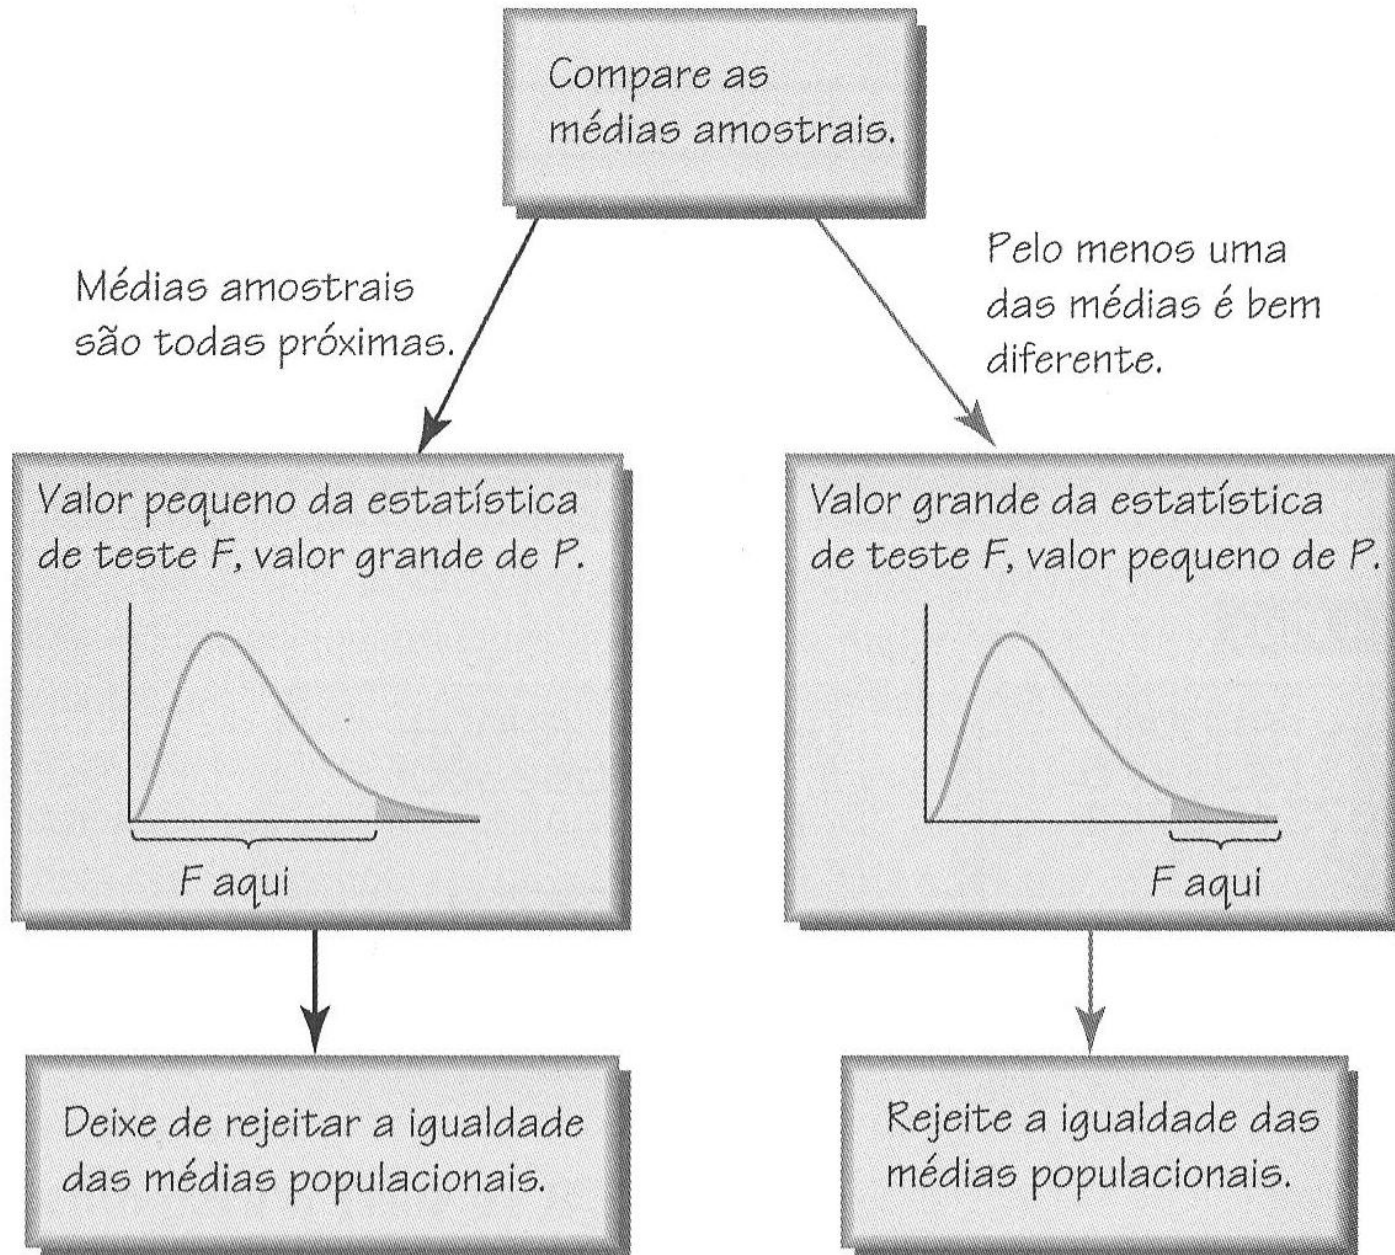 Compare as
médias amostrais.
Médias amostrais
são todas próximas.
Pelo menos uma
das médias é bem
diferente.
Valor pequeno da estatística
de teste F, valor grande de P.
F aqui
Valor grande da estatística
de teste F, valor pequeno de P.
F aqui
Deixe de rejeitar a igualdade
das médias populacionais.
Rejeite a igualdade das
médias populacionais.